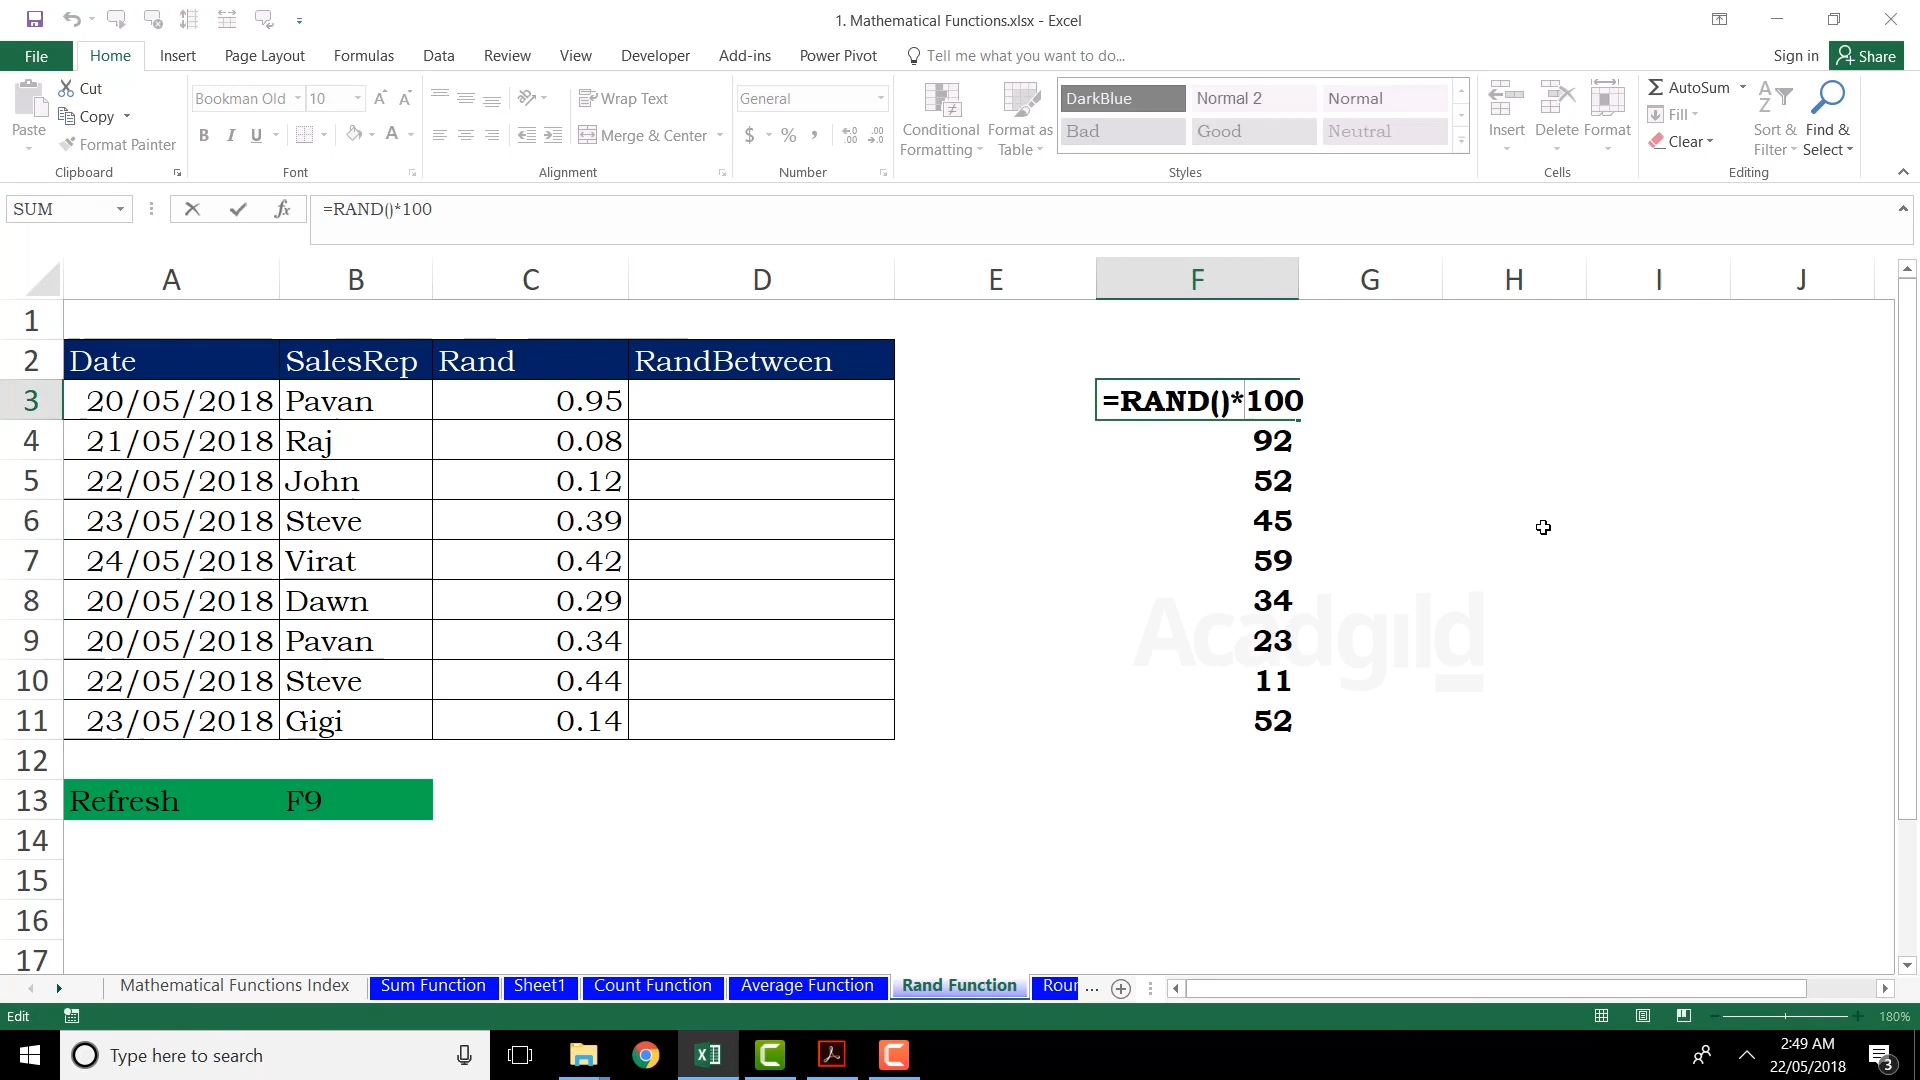 1. Mathematical Functions.xlsx - Excel
File Home Insert Page Layout Formulas Data Review View Developer Add-ins Power Pivot Tell me what you want to do... Sign in Share
Paste
Cut
Copy
Format Painter
Clipboard
Bookman Old 10
B I U
Font
Wrap Text
Merge & Center
Alignment
General
$ % ,
Number
Conditional Formatting
Format as Table
DarkBlue Normal 2 Normal
Bad Good Neutral
Styles
Insert Delete Format
Cells
AutoSum
Fill
Clear
Sort & Filter
Find & Select
Editing
SUM fx =RAND()*100
A B C D E F G H I J
1
2 Date SalesRep Rand RandBetween
3 20/05/2018 Pavan 0.95 =RAND()*100
4 21/05/2018 Raj 0.08 92
5 22/05/2018 John 0.12 52
6 23/05/2018 Steve 0.39 45
7 24/05/2018 Virat 0.42 59
8 20/05/2018 Dawn 0.29 34
9 20/05/2018 Pavan 0.34 23
10 22/05/2018 Steve 0.44 11
11 23/05/2018 Gigi 0.14 52
Acadgild
12
13 Refresh F9
14
15
16
17
Mathematical Functions Index Sum Function Sheet1 Count Function Average Function Rand Function Rour ...
Edit 180%
Type here to search
2:49 AM
22/05/2018
3